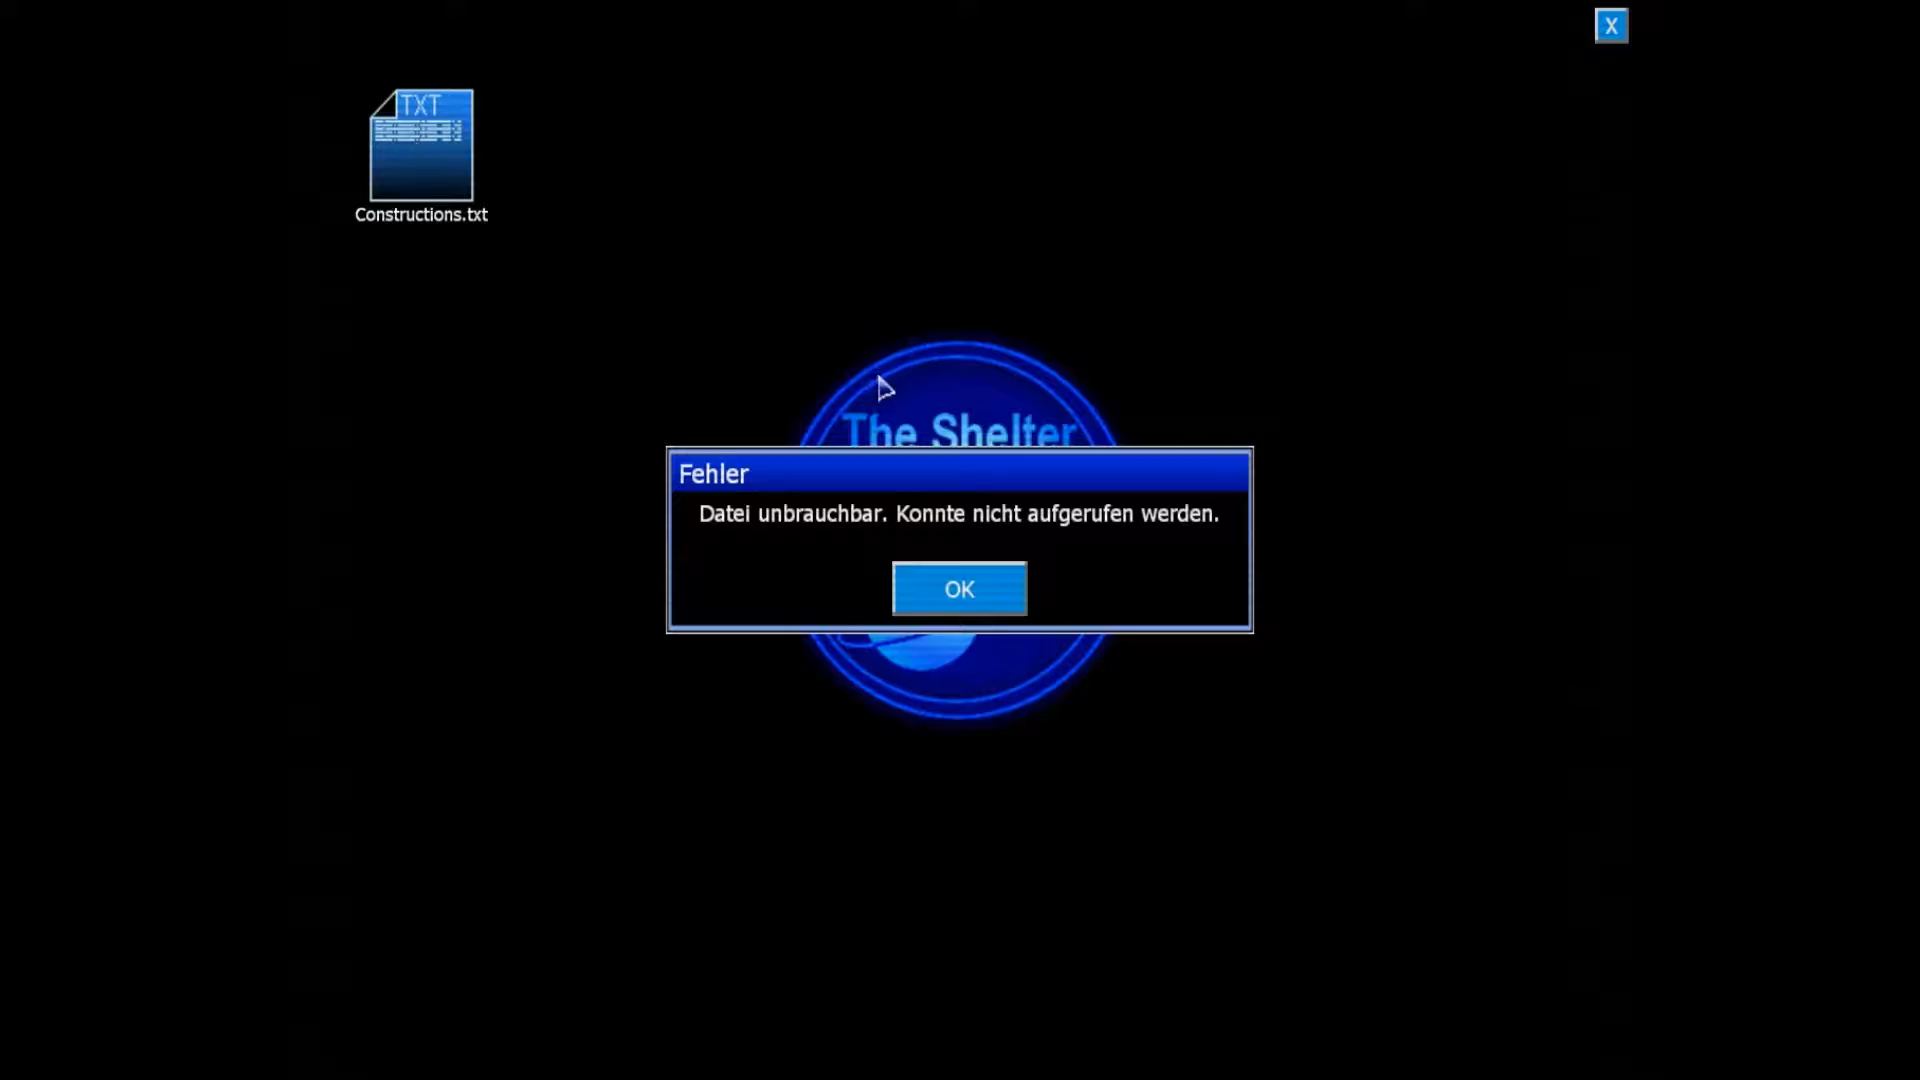 X
TXT
Constructions.txt
The Shelter
Fehler
Datei unbrauchbar. Konnte nicht aufgerufen werden.
OK